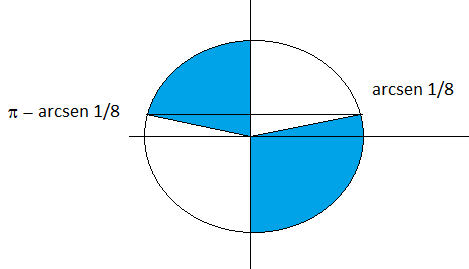 arcsen 1/8
π – arcsen 1/8